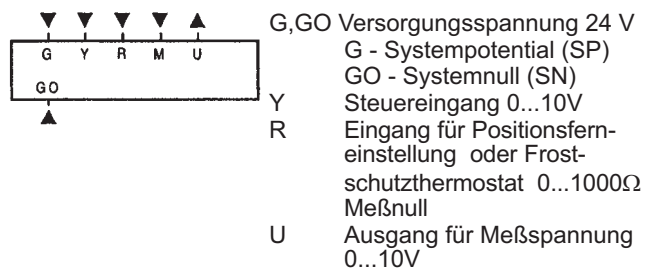 G Y R M U
GO
G,GO Versorgungsspannung 24 V
G - Systempotential (SP)
GO - Systemnull (SN)
Y Steuereingang 0...10V
R Eingang für Positionsfern-
einstellung oder Frost-
schutzthermostat 0...1000Ω
Meßnull
U Ausgang für Meßspannung
0...10V